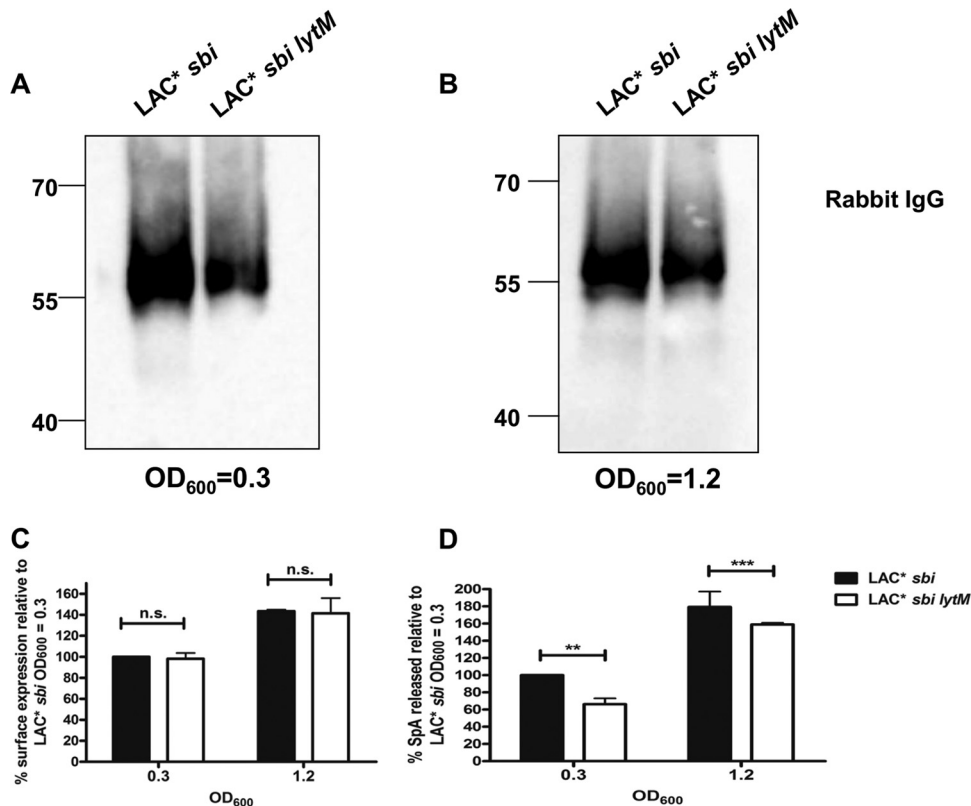 A
LAC* sbi
LAC* sbi lytM
70
55
40
OD600=0.3
B
LAC* sbi
LAC* sbi lytM
70
55
40
OD600=1.2
Rabbit IgG
C
% surface expression relative to
LAC* sbi OD600 = 0.3
160
140
120
100
80
60
40
20
0
n.s.
n.s.
0.3
1.2
OD600
D
% SpA released relative to
LAC* sbi OD600 = 0.3
200
180
160
140
120
100
80
60
40
20
0
**
***
0.3
1.2
OD600
LAC* sbi
LAC* sbi lytM